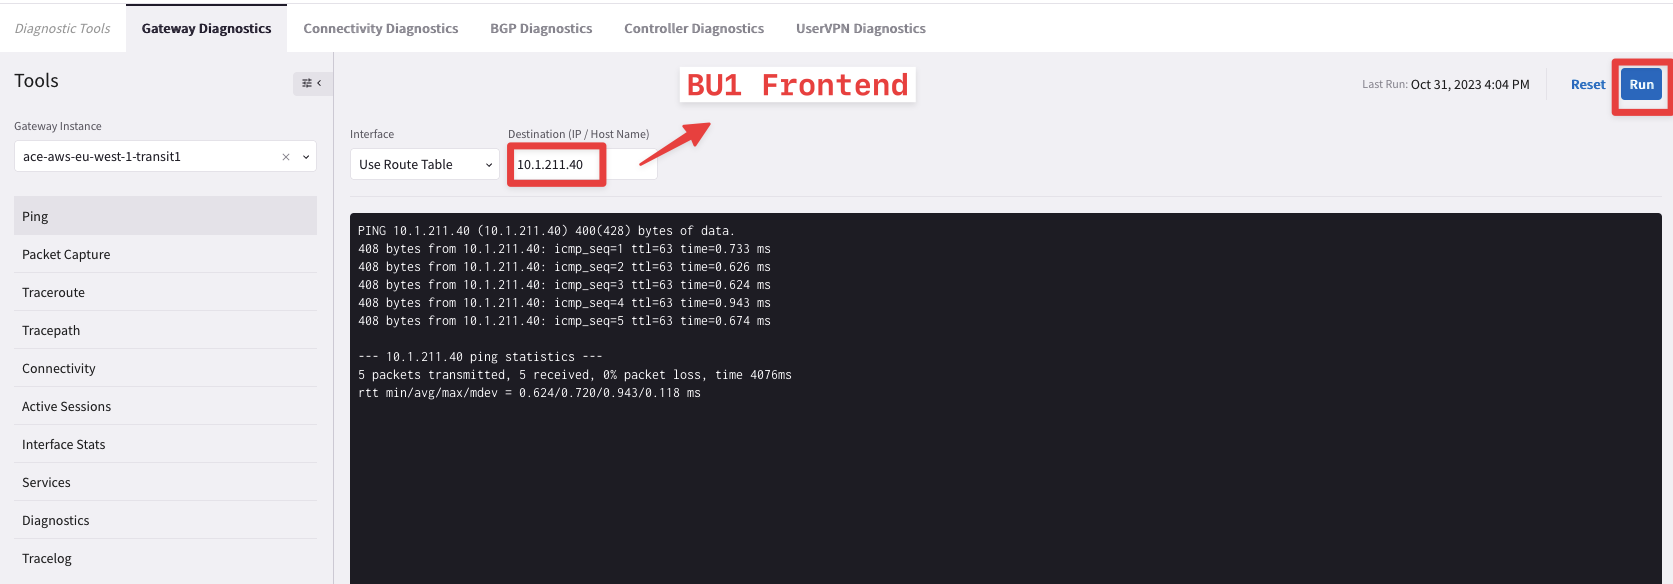 Diagnostic Tools
Gateway Diagnostics
Connectivity Diagnostics
BGP Diagnostics
Controller Diagnostics
UserVPN Diagnostics
Tools
BU1 Frontend
Last Run: Oct 31, 2023 4:04 PM
Reset
Run
Gateway Instance
ace-aws-eu-west-1-transit1
Interface
Use Route Table
Destination (IP / Host Name)
10.1.211.40
Ping
Packet Capture
Traceroute
Tracepath
Connectivity
Active Sessions
Interface Stats
Services
Diagnostics
Tracelog
PING 10.1.211.40 (10.1.211.40) 400(428) bytes of data.
408 bytes from 10.1.211.40: icmp_seq=1 ttl=63 time=0.733 ms
408 bytes from 10.1.211.40: icmp_seq=2 ttl=63 time=0.626 ms
408 bytes from 10.1.211.40: icmp_seq=3 ttl=63 time=0.624 ms
408 bytes from 10.1.211.40: icmp_seq=4 ttl=63 time=0.943 ms
408 bytes from 10.1.211.40: icmp_seq=5 ttl=63 time=0.674 ms
--- 10.1.211.40 ping statistics ---
5 packets transmitted, 5 received, 0% packet loss, time 4076ms
rtt min/avg/max/mdev = 0.624/0.720/0.943/0.118 ms